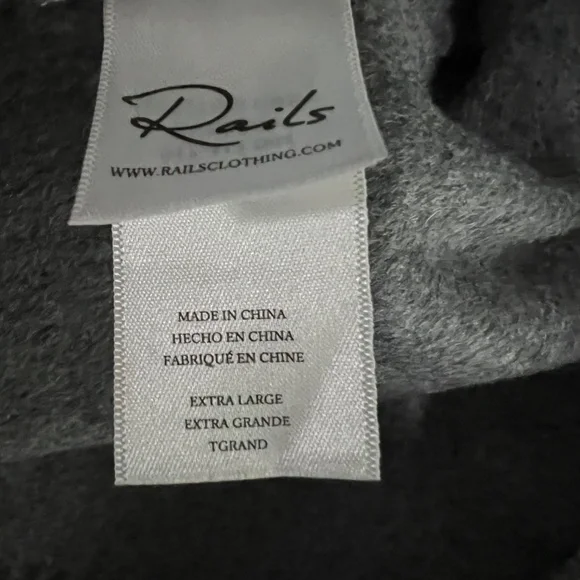 Rails
WWW.RAILSCLOTHING.COM
MADE IN CHINA
HECHO EN CHINA
FABRIQUÉ EN CHINE
EXTRA LARGE
EXTRA GRANDE
TGRAND